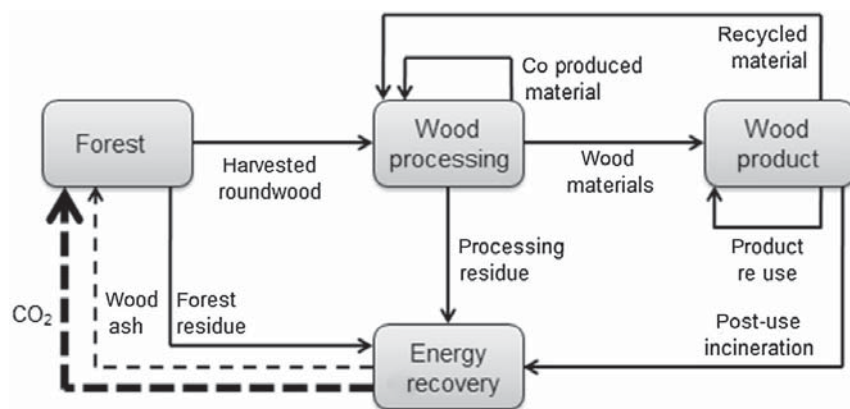 Recycled
material
Co produced
material
Forest
Wood
processing
Wood
product
Harvested
roundwood
Wood
materials
Processing
residue
Product
re use
CO₂
Wood
ash
Forest
residue
Post-use
incineration
Energy
recovery